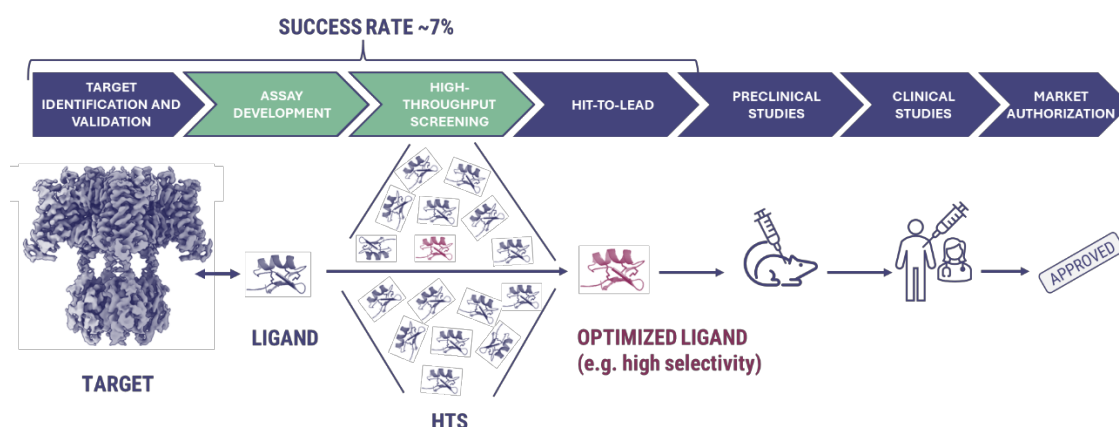 SUCCESS RATE ~7%
TARGET
IDENTIFICATION AND
VALIDATION
ASSAY
DEVELOPMENT
HIGH-
THROUGHPUT
SCREENING
HIT-TO-LEAD
PRECLINICAL
STUDIES
CLINICAL
STUDIES
MARKET
AUTHORIZATION
APPROVED
LIGAND
OPTIMIZED LIGAND
(e.g. high selectivity)
TARGET
HTS